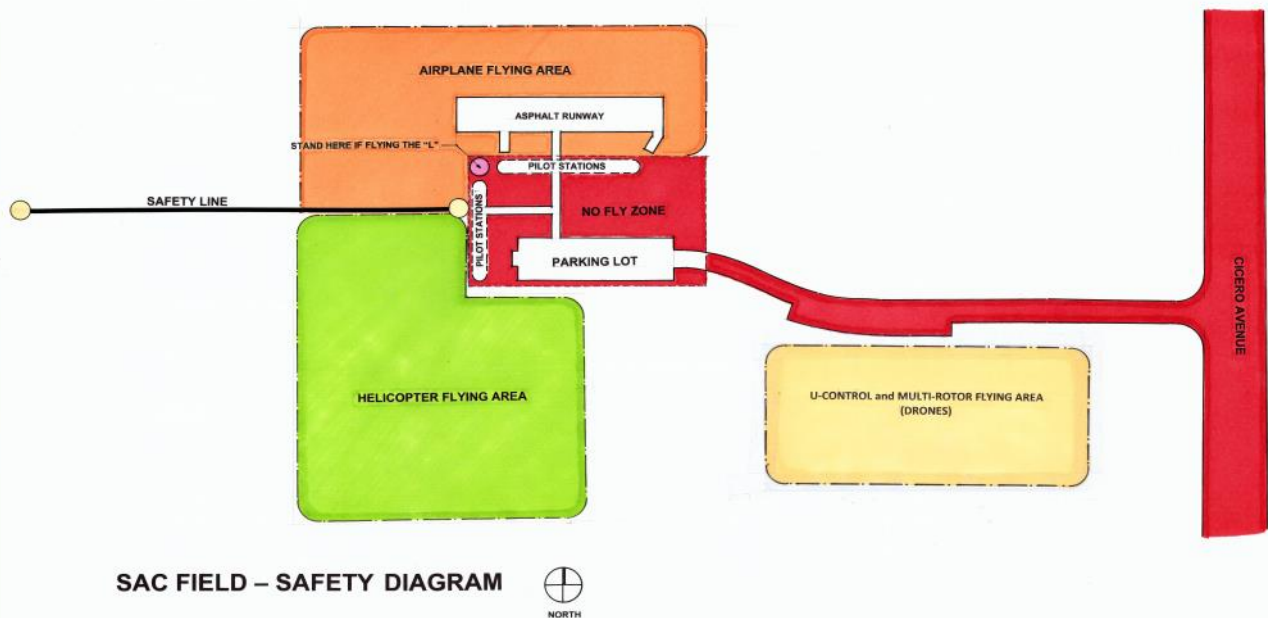 AIRPLANE FLYING AREA
ASPHALT RUNWAY
STAND HERE IF FLYING THE "L"
PILOT STATIONS
SAFETY LINE
PILOT STATIONS
NO FLY ZONE
PARKING LOT
CICERO AVENUE
HELICOPTER FLYING AREA
U-CONTROL and MULTI-ROTOR FLYING AREA
(DRONES)
SAC FIELD – SAFETY DIAGRAM
NORTH